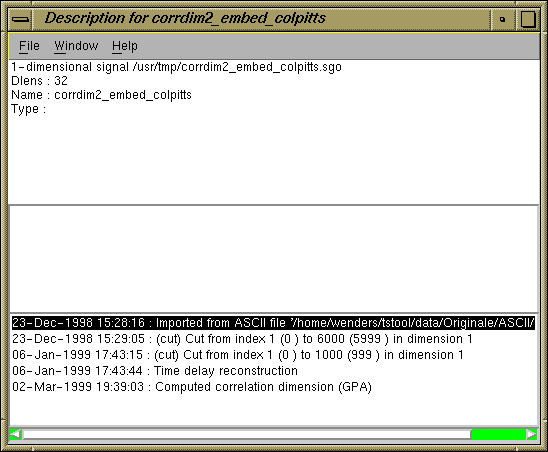 Description for corrdim2_embed_colpitts
File Window Help
1-dimensional signal /usr/tmp/corrdim2_embed_colpitts.sgo
Dlens : 32
Name : corrdim2_embed_colpitts
Type :
23-Dec-1998 15:28:16 : Imported from ASCII file '/home/wenders/tstool/data/Originale/ASCII/
23-Dec-1998 15:29:05 : (cut) Cut from index 1 (0 ) to 6000 (5999 ) in dimension 1
06-Jan-1999 17:43:15 : (cut) Cut from index 1 (0 ) to 1000 (999 ) in dimension 1
06-Jan-1999 17:43:44 : Time delay reconstruction
02-Mar-1999 19:39:03 : Computed correlation dimension (GPA)